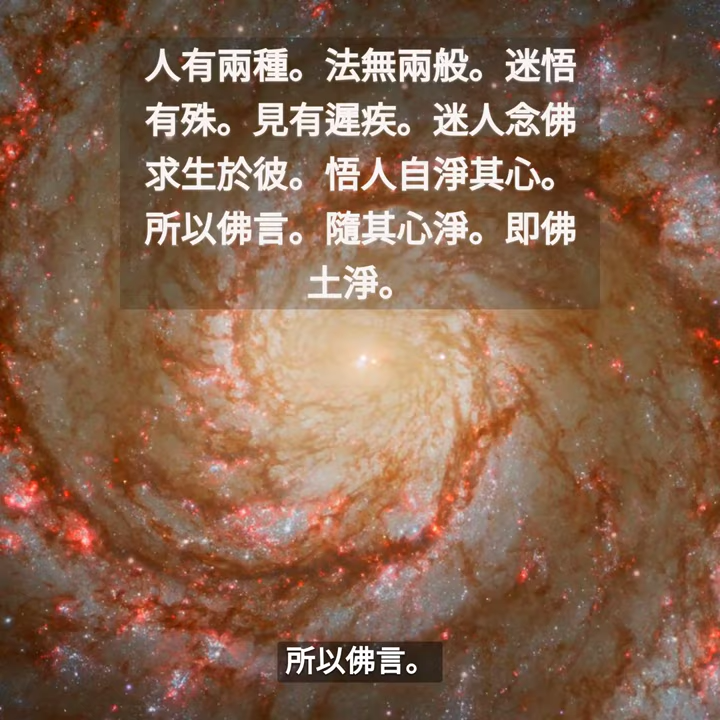 人有兩種。法無兩般。迷悟
有殊。見有遲疾。迷人念佛
求生於彼。悟人自淨其心。
所以佛言。隨其心淨。即佛
土淨。
所以佛言。